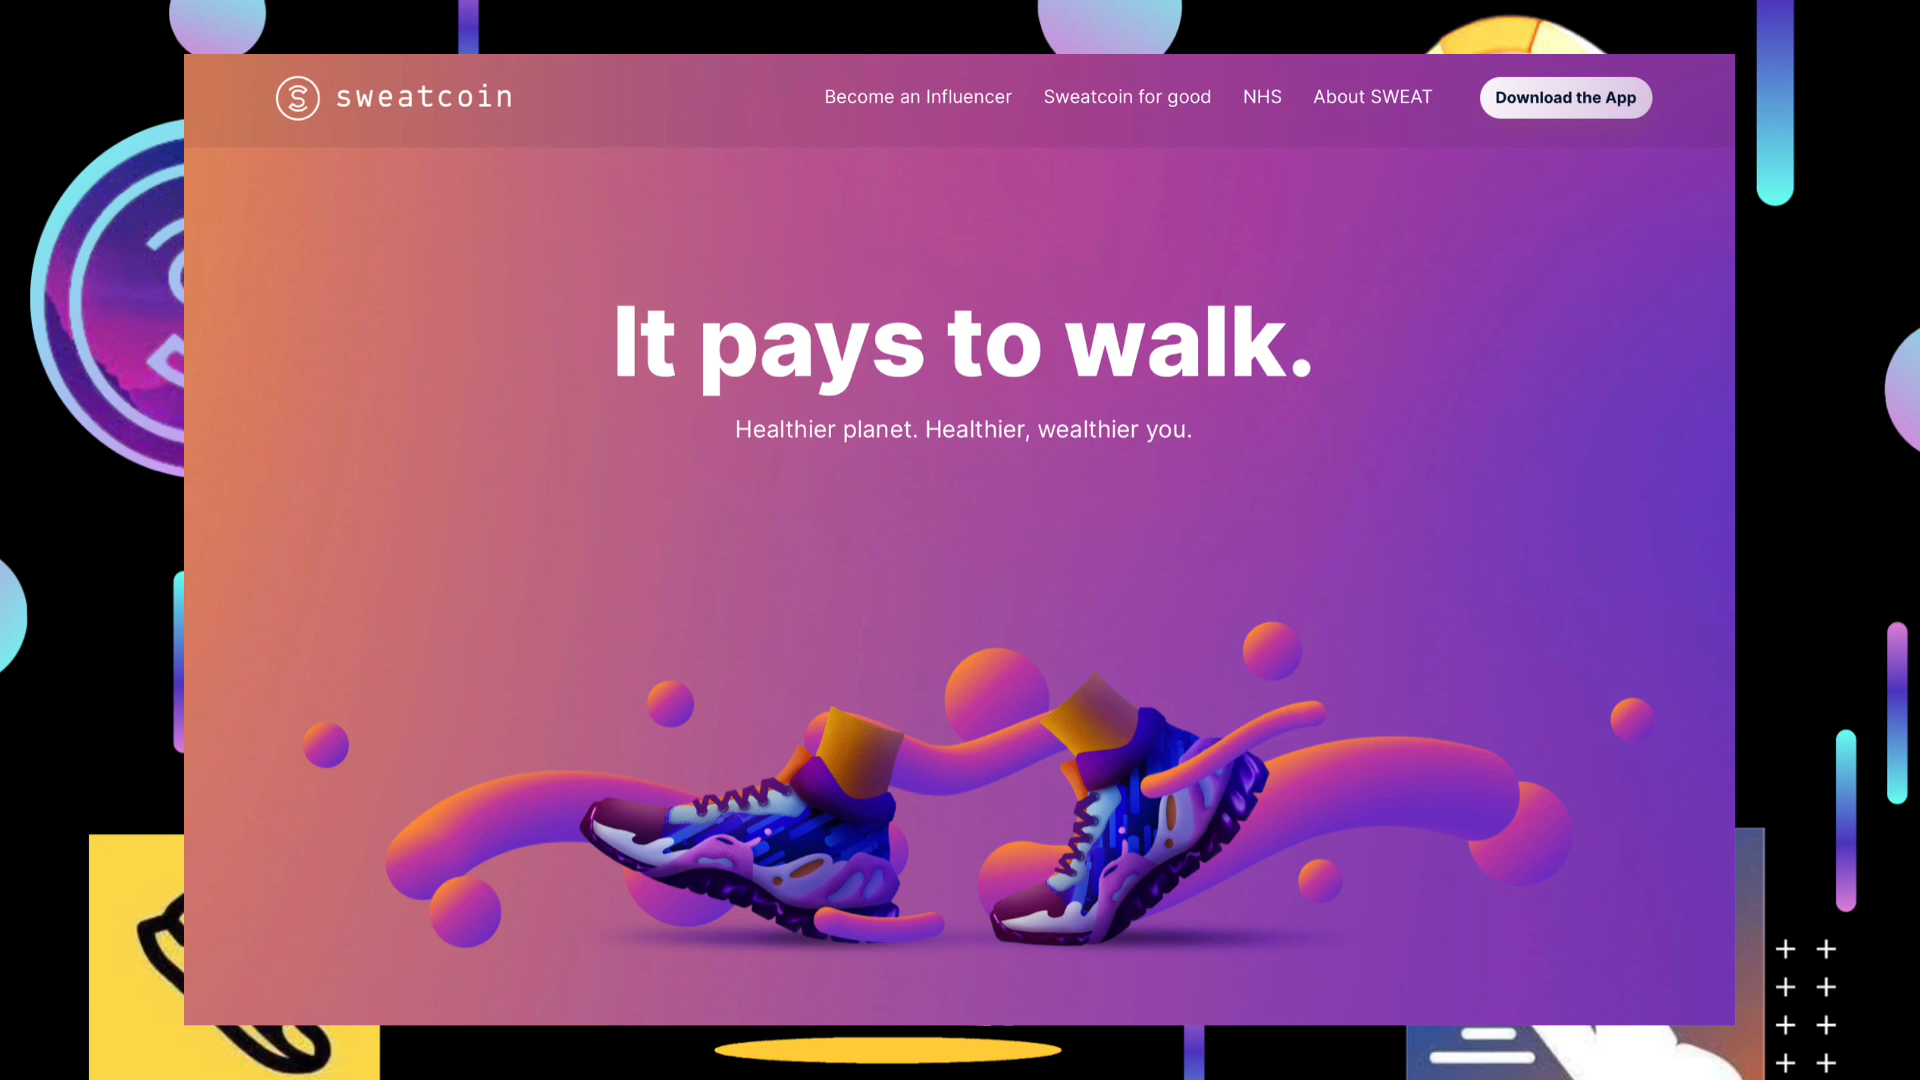 sweatcoin
Become an Influencer
Sweatcoin for good
NHS
About SWEAT
Download the App
It pays to walk.
Healthier planet. Healthier, wealthier you.